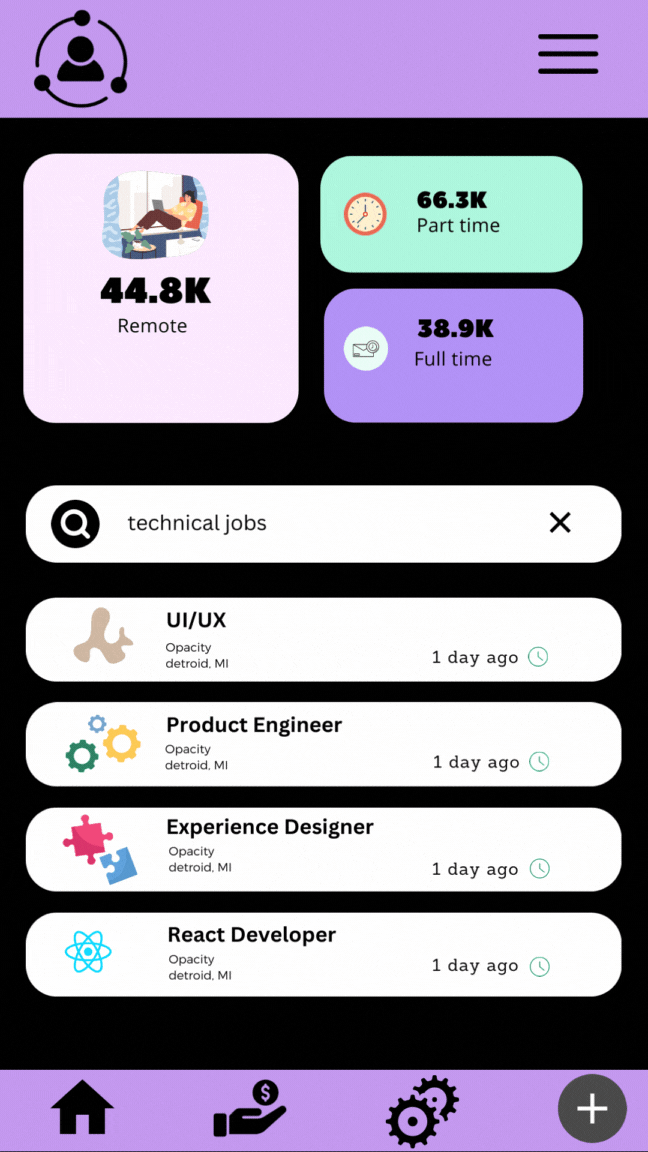 44.8K
Remote
66.3K
Part time
38.9K
Full time
technical jobs
UI/UX
Opacity
detroid, MI
1 day ago
Product Engineer
Opacity
detroid, MI
1 day ago
Experience Designer
Opacity
detroid, MI
1 day ago
React Developer
Opacity
detroid, MI
1 day ago